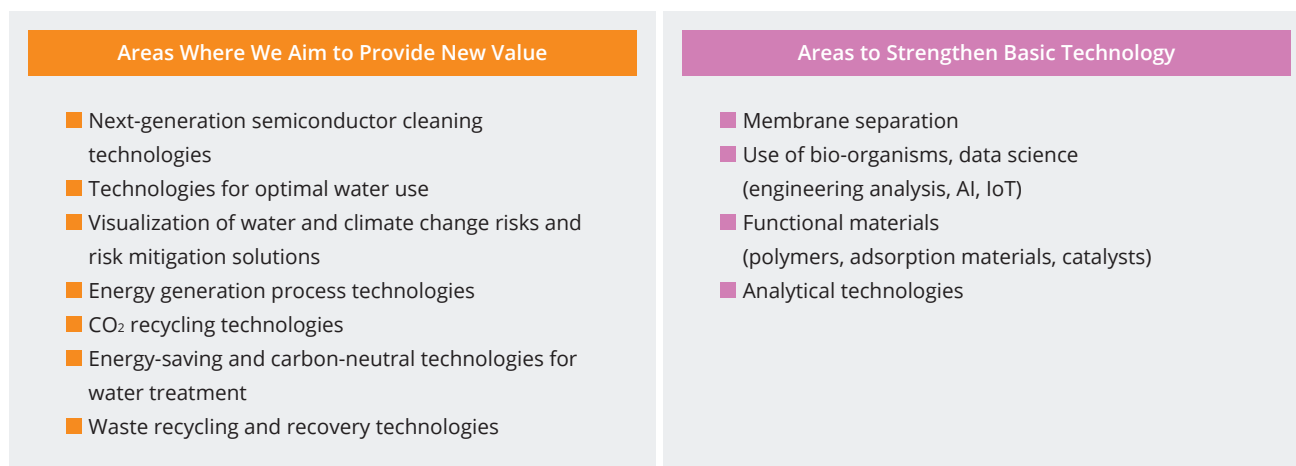 Areas Where We Aim to Provide New Value
Next-generation semiconductor cleaning
technologies
Technologies for optimal water use
Visualization of water and climate change risks and
risk mitigation solutions
Energy generation process technologies
CO₂ recycling technologies
Energy-saving and carbon-neutral technologies for
water treatment
Waste recycling and recovery technologies
Areas to Strengthen Basic Technology
Membrane separation
Use of bio-organisms, data science
(engineering analysis, AI, IoT)
Functional materials
(polymers, adsorption materials, catalysts)
Analytical technologies